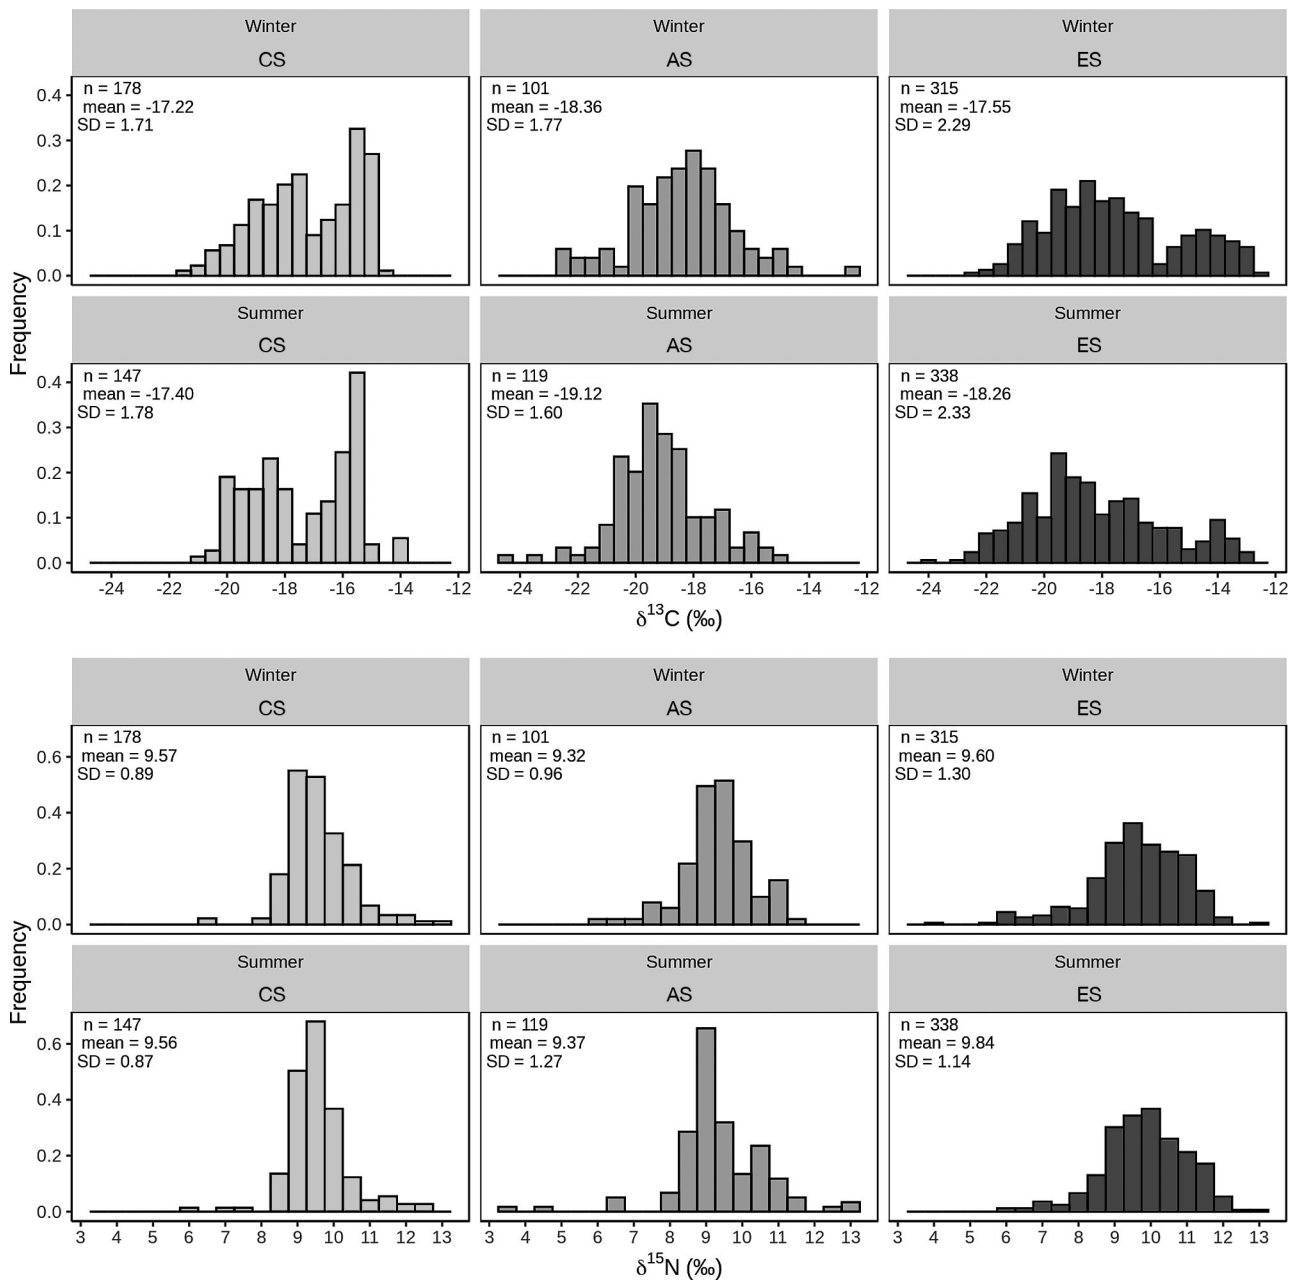 Winter Winter Winter
CS AS ES
n = 178 n = 101 n = 315
mean = -17.22 mean = -18.36 mean = -17.55
SD = 1.71 SD = 1.77 SD = 2.29
0.4
0.3
0.2
0.1
0.0
Frequency
Summer Summer Summer
CS AS ES
n = 147 n = 119 n = 338
mean = -17.40 mean = -19.12 mean = -18.26
SD = 1.78 SD = 1.60 SD = 2.33
0.4
0.3
0.2
0.1
0.0
-24 -22 -20 -18 -16 -14 -12 -24 -22 -20 -18 -16 -14 -12 -24 -22 -20 -18 -16 -14 -12
δ¹³C (‰)
Winter Winter Winter
CS AS ES
n = 178 n = 101 n = 315
mean = 9.57 mean = 9.32 mean = 9.60
SD = 0.89 SD = 0.96 SD = 1.30
0.6
0.4
0.2
0.0
Frequency
Summer Summer Summer
CS AS ES
n = 147 n = 119 n = 338
mean = 9.56 mean = 9.37 mean = 9.84
SD = 0.87 SD = 1.27 SD = 1.14
0.6
0.4
0.2
0.0
3 4 5 6 7 8 9 10 11 12 13 3 4 5 6 7 8 9 10 11 12 13 3 4 5 6 7 8 9 10 11 12 13
δ¹⁵N (‰)